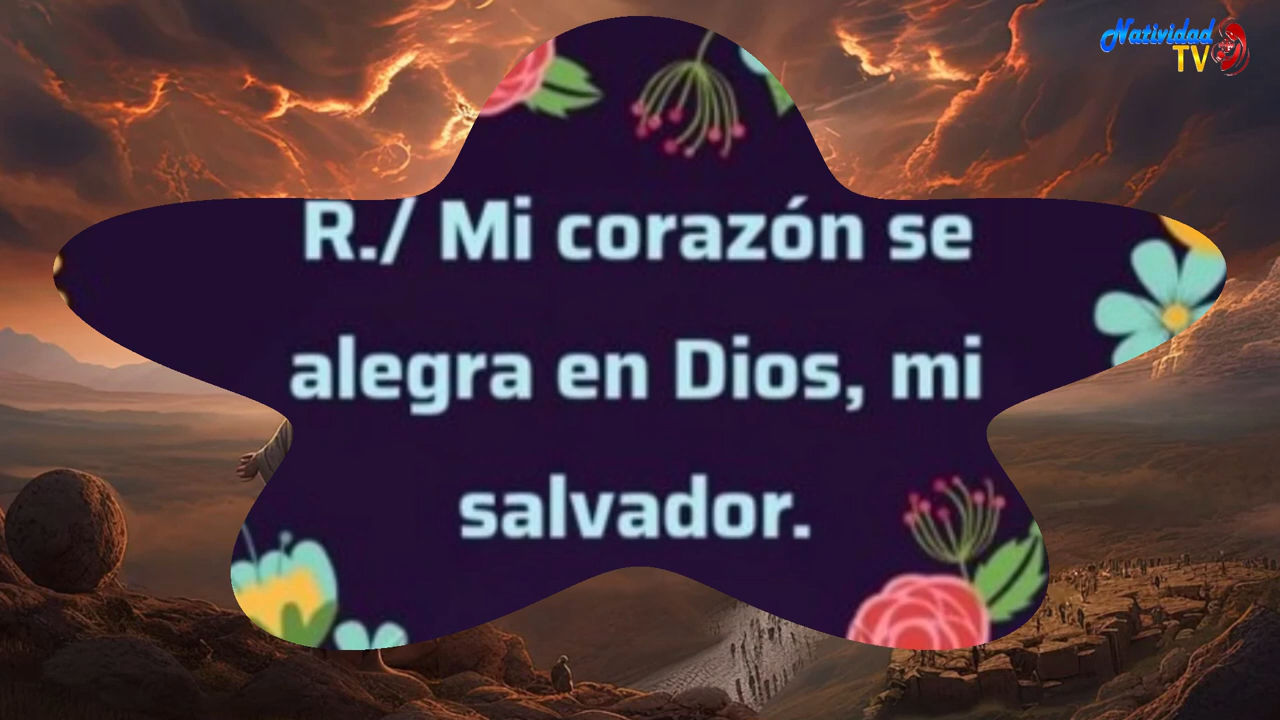 Natividad
TV
R./ Mi corazón se
alegra en Dios, mi
salvador.